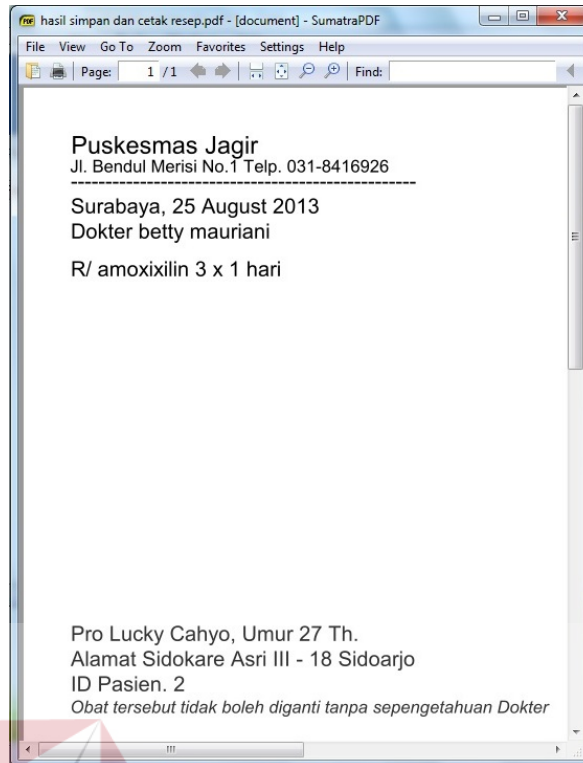 hasil simpan dan cetak resep.pdf - [document] - SumatraPDF
File View Go To Zoom Favorites Settings Help
Page: 1 / 1 Find:
Puskesmas Jagir
Jl. Bendul Merisi No.1 Telp. 031-8416926
--------------------------------------------------
Surabaya, 25 August 2013
Dokter betty mauriani
R/ amoxixilin 3 x 1 hari
Pro Lucky Cahyo, Umur 27 Th.
Alamat Sidokare Asri III - 18 Sidoarjo
ID Pasien. 2
Obat tersebut tidak boleh diganti tanpa sepengetahuan Dokter